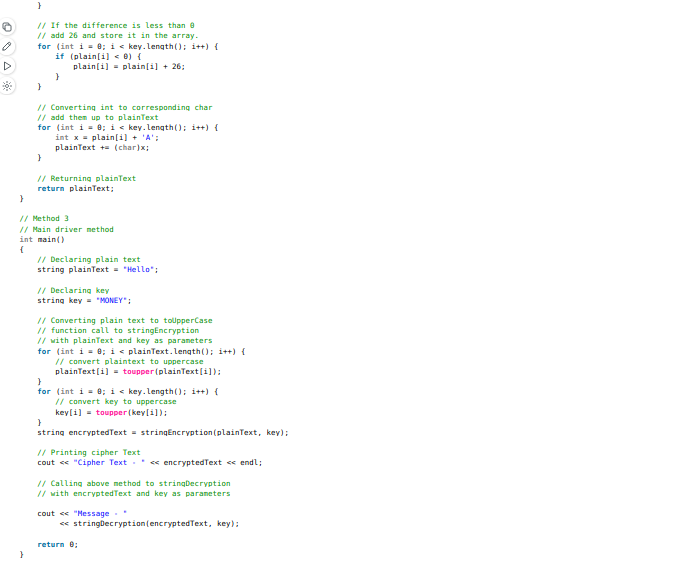 }

    // If the difference is less than 0
    // add 26 and store it in the array.
    for (int i = 0; i < key.length(); i++) {
        if (plain[i] < 0) {
            plain[i] = plain[i] + 26;
        }
    }

    // Converting int to corresponding char
    // add them up to plainText
    for (int i = 0; i < key.length(); i++) {
        int x = plain[i] + 'A';
        plainText += (char)x;
    }

    // Returning plainText
    return plainText;
}

// Method 3
// Main driver method
int main()
{
    // Declaring plain text
    string plainText = "Hello";

    // Declaring key
    string key = "MONEY";

    // Converting plain text to toUpperCase
    // function call to stringEncryption
    // with plainText and key as parameters
    for (int i = 0; i < plainText.length(); i++) {
        // convert plaintext to uppercase
        plainText[i] = toupper(plainText[i]);
    }
    for (int i = 0; i < key.length(); i++) {
        // convert key to uppercase
        key[i] = toupper(key[i]);
    }
    string encryptedText = stringEncryption(plainText, key);

    // Printing cipher Text
    cout << "Cipher Text - " << encryptedText << endl;

    // Calling above method to stringDecryption
    // with encryptedText and key as parameters

    cout << "Message - "
         << stringDecryption(encryptedText, key);

    return 0;
}